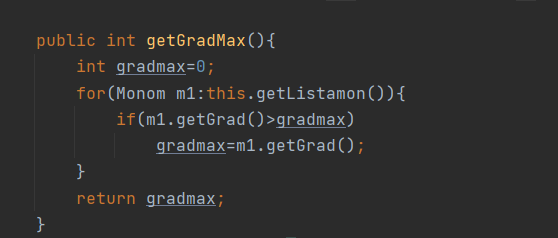 public int getGradMax(){
int gradmax=0;
for(Monom m1:this.getListamon()){
if(m1.getGrad()>gradmax)
gradmax=m1.getGrad();
}
return gradmax;
}